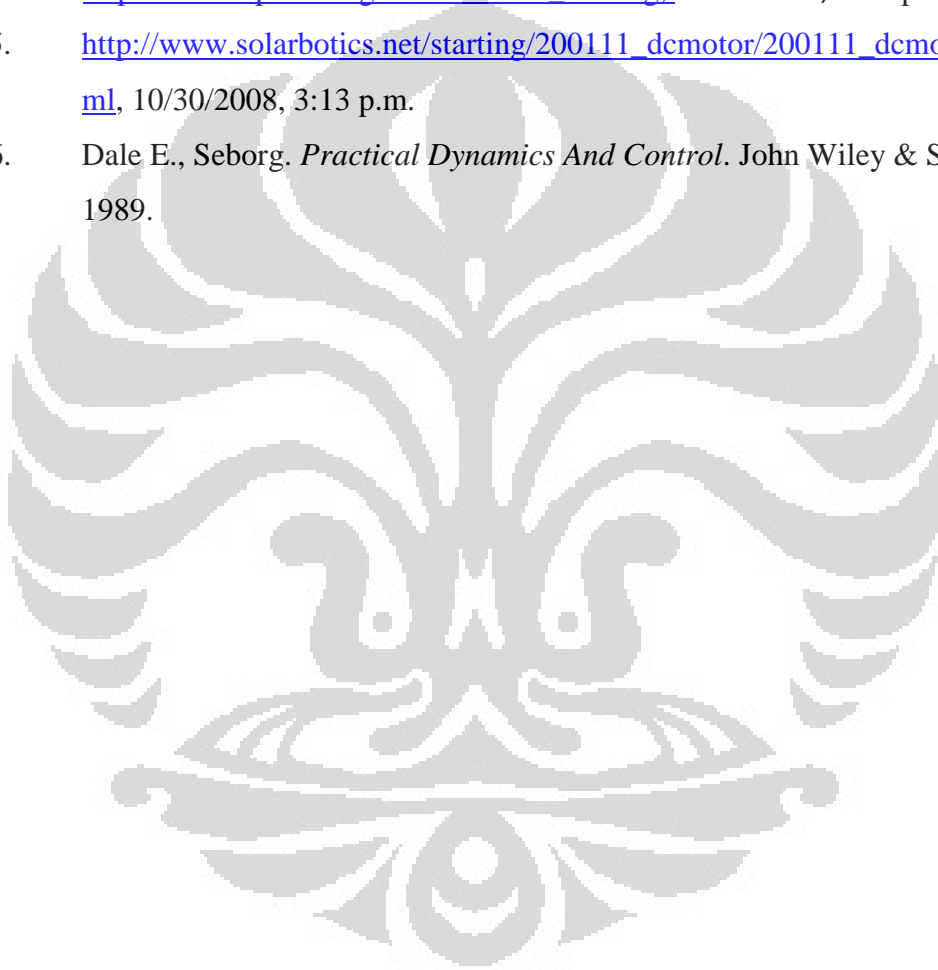 http://www.solarbotics.net/starting/200111_dcmotor/200111_dcmo
ml, 10/30/2008, 3:13 p.m.
Dale E., Seborg. Practical Dynamics And Control. John Wiley & S
1989.